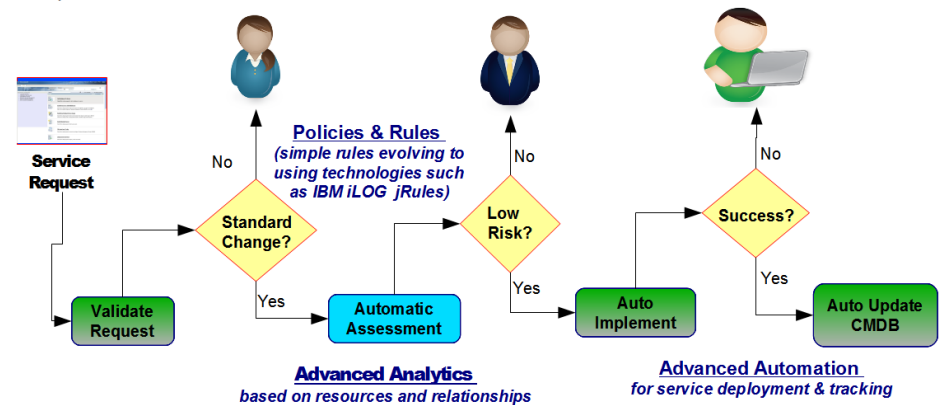 Service
Request
No
Policies & Rules
(simple rules evolving to
using technologies such
as IBM iLOG jRules)
No
No
Standard
Change?
Low
Risk?
Success?
Yes
Yes
Yes
Validate
Request
Automatic
Assessment
Auto
Implement
Auto Update
CMDB
Advanced Analytics
based on resources and relationships
Advanced Automation
for service deployment & tracking